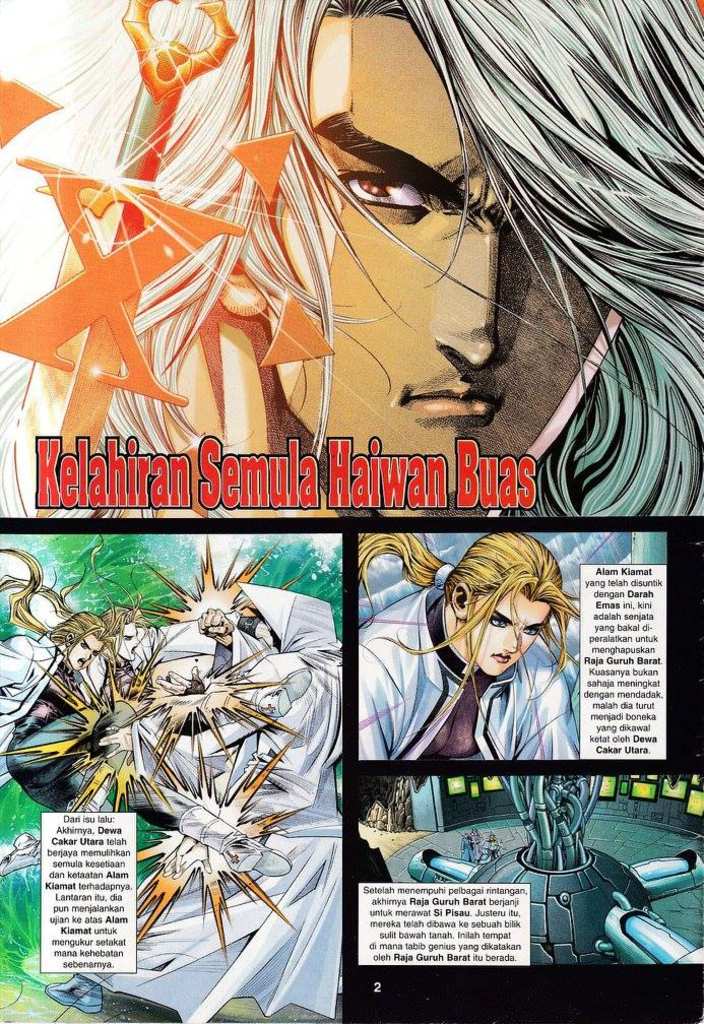 Kelahiran Semula Haiwan Buas
Dari isu lalu:
Akhirnya, Dewa
Cakar Utara telah
berjaya memulihkan
semula kesetiaan
dan ketaatan Alam
Kiamat terhadapnya.
Lantaran itu, dia
pun menjalankan
ujian ke atas Alam
Kiamat untuk
mengukur setakat
mana kehebatan
sebenarnya.
Alam Kiamat
yang telah disuntik
dengan Darah
Emas ini, kini
adalah senjata
yang bakal di-
peralatkan untuk
menghapuskan
Raja Guruh Barat.
Kuasanya bukan
sahaja meningkat
dengan mendadak,
malah dia turut
menjadi boneka
yang dikawal
ketat oleh Dewa
Cakar Utara.
Setelah menempuhi pelbagai rintangan,
akhirnya Raja Guruh Barat berjanji
untuk merawat Si Pisau. Justeru itu,
mereka telah dibawa ke sebuah bilik
sulit bawah tanah. Inilah tempat
di mana tabib genius yang dikatakan
oleh Raja Guruh Barat itu berada.
2